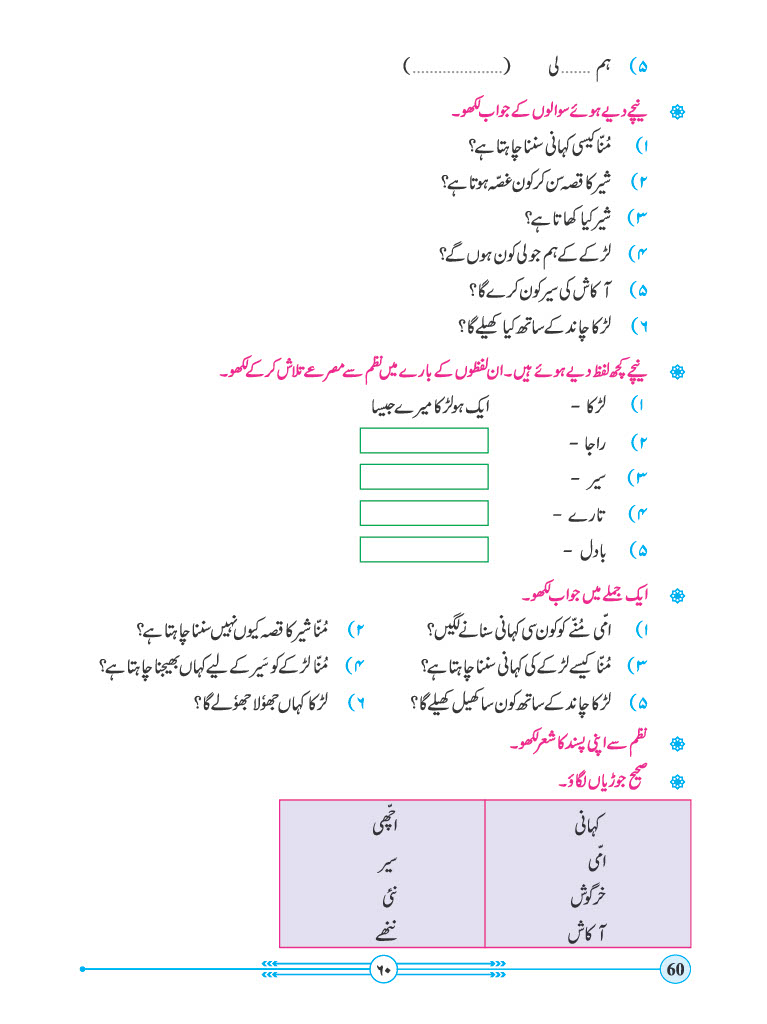 ۵) ہم ....... لی (.....................)
نیچے دیے ہوئے سوالوں کے جواب لکھو۔
۱) مُنّا کیسی کہانی سننا چاہتا ہے؟
۲) شیر کا قصہ سن کر کون غصّہ ہوتا ہے؟
۳) شیر کیا کھاتا ہے؟
۴) لڑکے کے ہم جولی کون ہوں گے؟
۵) آکاش کی سیر کون کرے گا؟
۶) لڑکا چاند کے ساتھ کیا کھیلے گا؟
نیچے کچھ لفظ دیے ہوئے ہیں۔ ان لفظوں کے بارے میں نظم سے مصرعے تلاش کر کے لکھو۔
۱) لڑکا - ایک ہو لڑکا میرے جیسا
۲) راجا -
۳) سیر -
۴) تارے -
۵) بادل -
ایک جملے میں جواب لکھو۔
۱) امّی مُنّے کو کون سی کہانی سنانے لگیں؟ ۲) مُنّا شیر کا قصہ کیوں نہیں سننا چاہتا ہے؟
۳) مُنّا کیسے لڑکے کی کہانی سننا چاہتا ہے؟ ۴) مُنّا لڑکے کو سَیر کے لیے کہاں بھیجنا چاہتا ہے؟
۵) لڑکا چاند کے ساتھ کون سا کھیل کھیلے گا؟ ۶) لڑکا کہاں جھوٗلا جھوٗلے گا؟
نظم سے اپنی پسند کا شعر لکھو۔
صحیح جوڑیاں لگاؤ۔
کہانی اچّھی
امّی سیر
خرگوش نئی
آکاش ننھے
۶۰ 60